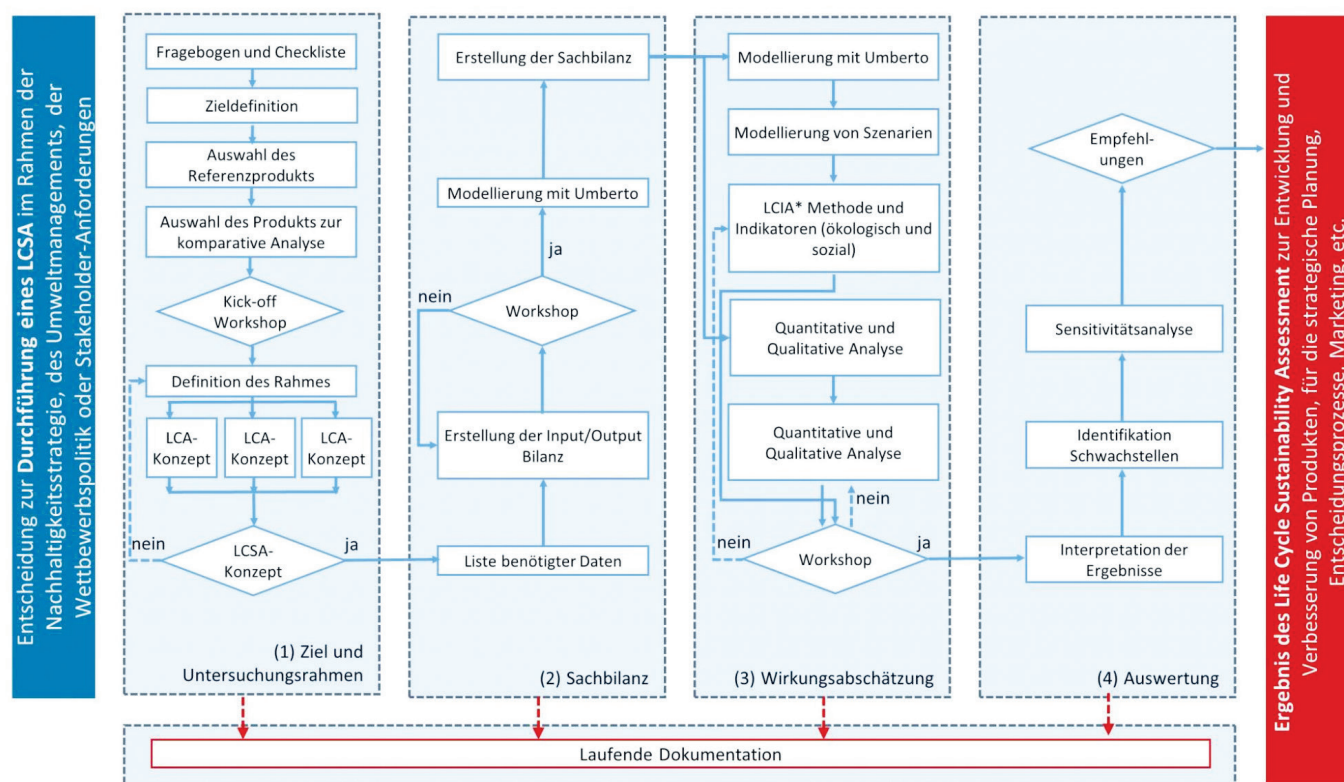 Entscheidung zur Durchführung eines LCSA im Rahmen der
Nachhaltigkeitsstrategie, des Umweltmanagements, der
Wettbewerbspolitik oder Stakeholder-Anforderungen
Fragebogen und Checkliste
Zieldefinition
Auswahl des
Referenzprodukts
Auswahl des Produkts zur
komparative Analyse
Kick-off
Workshop
Definition des Rahmes
LCA-
Konzept
LCA-
Konzept
LCA-
Konzept
nein
LCSA-
Konzept
ja
(1) Ziel und
Untersuchungsrahmen
Erstellung der Sachbilanz
Modellierung mit Umberto
ja
nein
Workshop
Erstellung der Input/Output
Bilanz
Liste benötigter Daten
(2) Sachbilanz
Modellierung mit Umberto
Modellierung von Szenarien
LCIA* Methode und
Indikatoren (ökologisch und
sozial)
Quantitative und
Qualitative Analyse
Quantitative und
Qualitative Analyse
nein
nein
Workshop
ja
(3) Wirkungsabschätzung
Empfehl-
ungen
Sensitivitätsanalyse
Identifikation
Schwachstellen
Interpretation der
Ergebnisse
(4) Auswertung
Laufende Dokumentation
Ergebnis des Life Cycle Sustainability Assessment zur Entwicklung und
Verbesserung von Produkten, für die strategische Planung,
Entscheidungsprozesse, Marketing, etc.